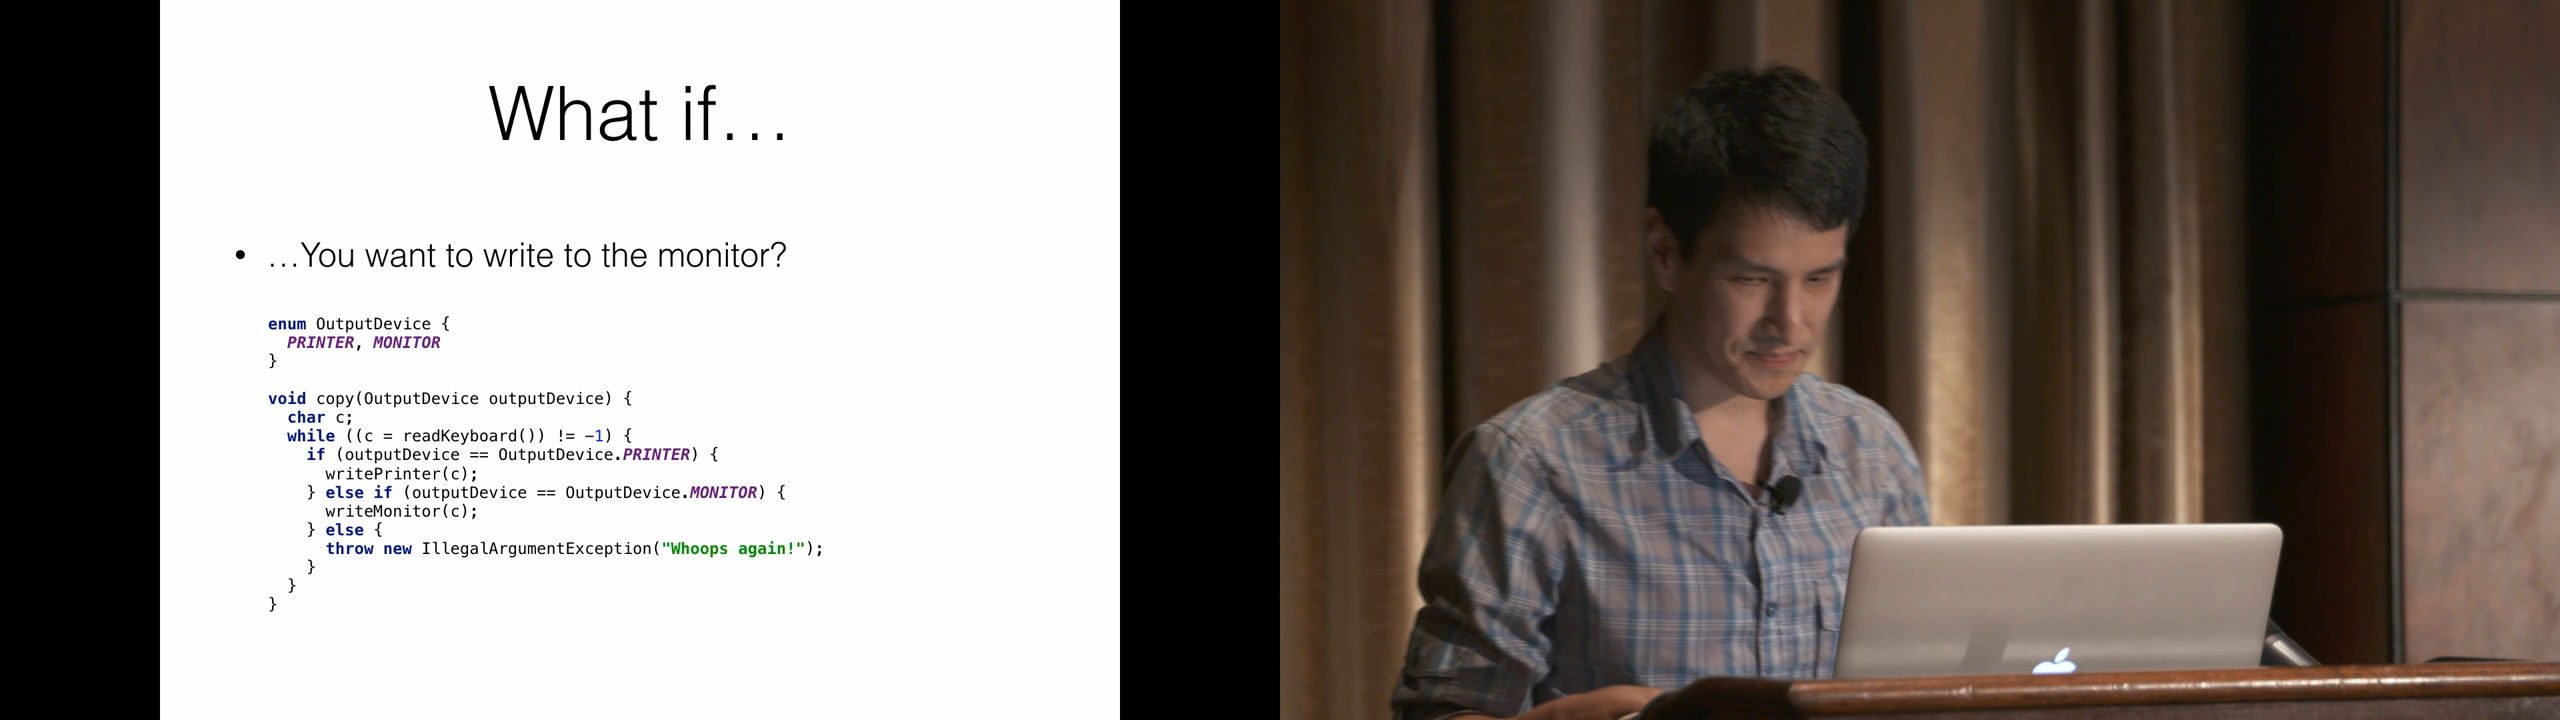 What if…
• …You want to write to the monitor?
enum OutputDevice {
  PRINTER, MONITOR
}
void copy(OutputDevice outputDevice) {
  char c;
  while ((c = readKeyboard()) != -1) {
    if (outputDevice == OutputDevice.PRINTER) {
      writePrinter(c);
    } else if (outputDevice == OutputDevice.MONITOR) {
      writeMonitor(c);
    } else {
      throw new IllegalArgumentException("Whoops again!");
    }
  }
}